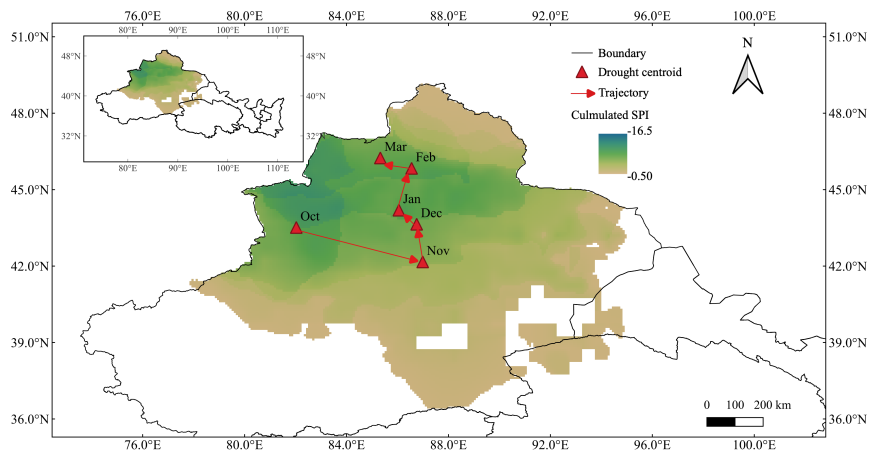 76.0°E 80.0°E 84.0°E 88.0°E 92.0°E 96.0°E 100.0°E
51.0°N 51.0°N
80°E 90°E 100°E 110°E
48°N 48°N
40°N 40°N
32°N 32°N
80°E 90°E 100°E 110°E
Boundary
Drought centroid
Trajectory
Culmulated SPI
-16.5
-0.50
N
48.0°N 48.0°N
Mar
Feb
45.0°N 45.0°N
Jan
Oct
Dec
Nov
42.0°N 42.0°N
39.0°N 39.0°N
0 100 200 km
36.0°N 36.0°N
76.0°E 80.0°E 84.0°E 88.0°E 92.0°E 96.0°E 100.0°E